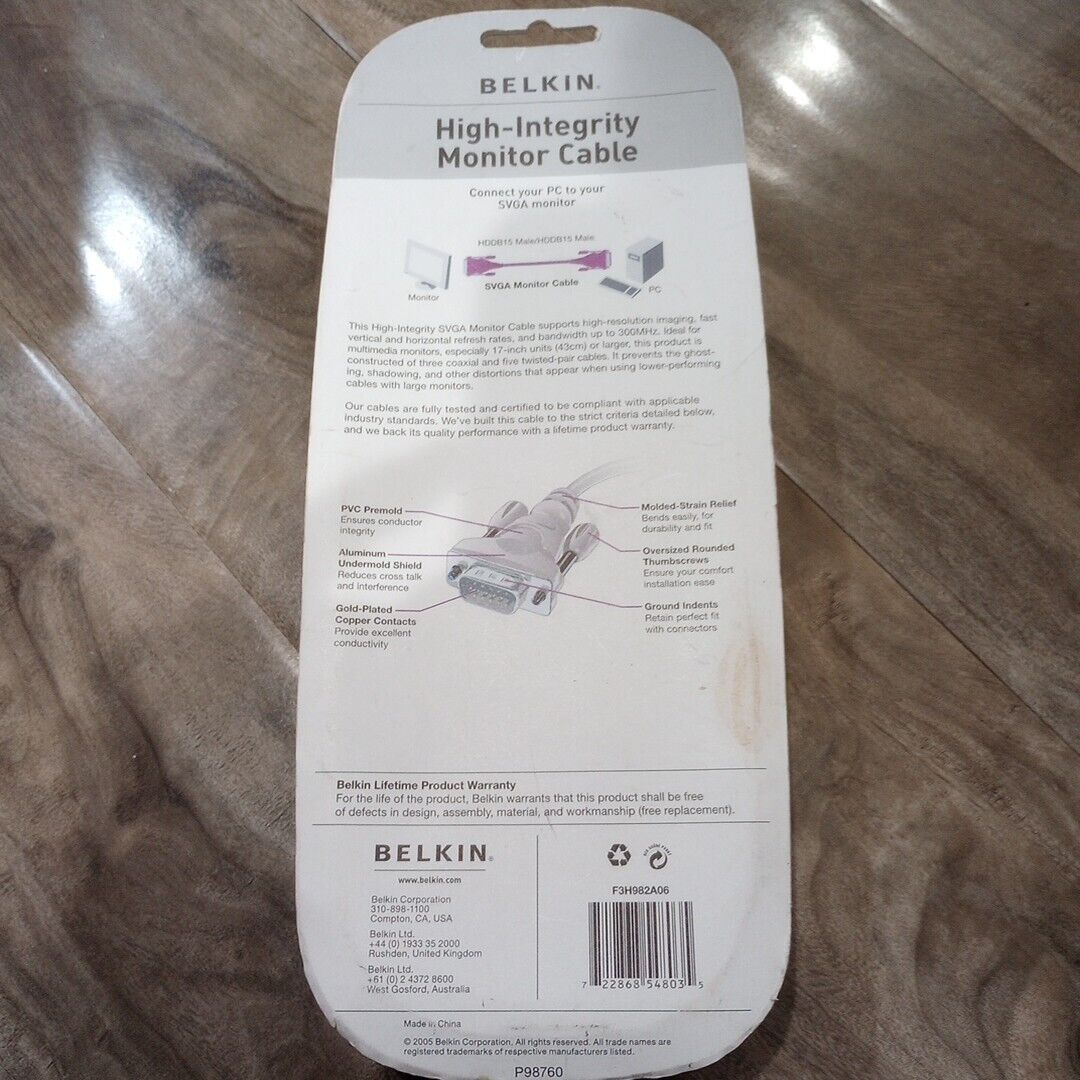 BELKIN.
High-Integrity
Monitor Cable
Connect your PC to your
SVGA monitor
HDDB15 Male/HDDB15 Male
SVGA Monitor Cable
Monitor
PC
This High-Integrity SVGA Monitor Cable supports high-resolution imaging, fast
vertical and horizontal refresh rates, and bandwidth up to 300MHz. Ideal for
multimedia monitors, especially 17-inch units (43cm) or larger, this product is
constructed of three coaxial and five twisted-pair cables. It prevents the ghost-
ing, shadowing, and other distortions that appear when using lower-performing
cables with large monitors.
Our cables are fully tested and certified to be compliant with applicable
industry standards. We've built this cable to the strict criteria detailed below,
and we back its quality performance with a lifetime product warranty.
PVC Premold
Ensures conductor
integrity
Aluminum
Undermold Shield
Reduces cross talk
and interference
Gold-Plated
Copper Contacts
Provide excellent
conductivity
Molded-Strain Relief
Bends easily, for
durability and fit
Oversized Rounded
Thumbscrews
Ensure your comfort
installation ease
Ground Indents
Retain perfect fit
with connectors
Belkin Lifetime Product Warranty
For the life of the product, Belkin warrants that this product shall be free
of defects in design, assembly, material, and workmanship (free replacement).
BELKIN®
www.belkin.com
Belkin Corporation
310-898-1100
Compton, CA, USA
Belkin Ltd.
+44 (0) 1933 35 2000
Rushden, United Kingdom
Belkin Ltd.
+61 (0) 2 4372 8600
West Gosford, Australia
F3H982A06
7 22868 54803 5
Made in China
© 2005 Belkin Corporation. All rights reserved. All trade names are
registered trademarks of respective manufacturers listed.
P98760